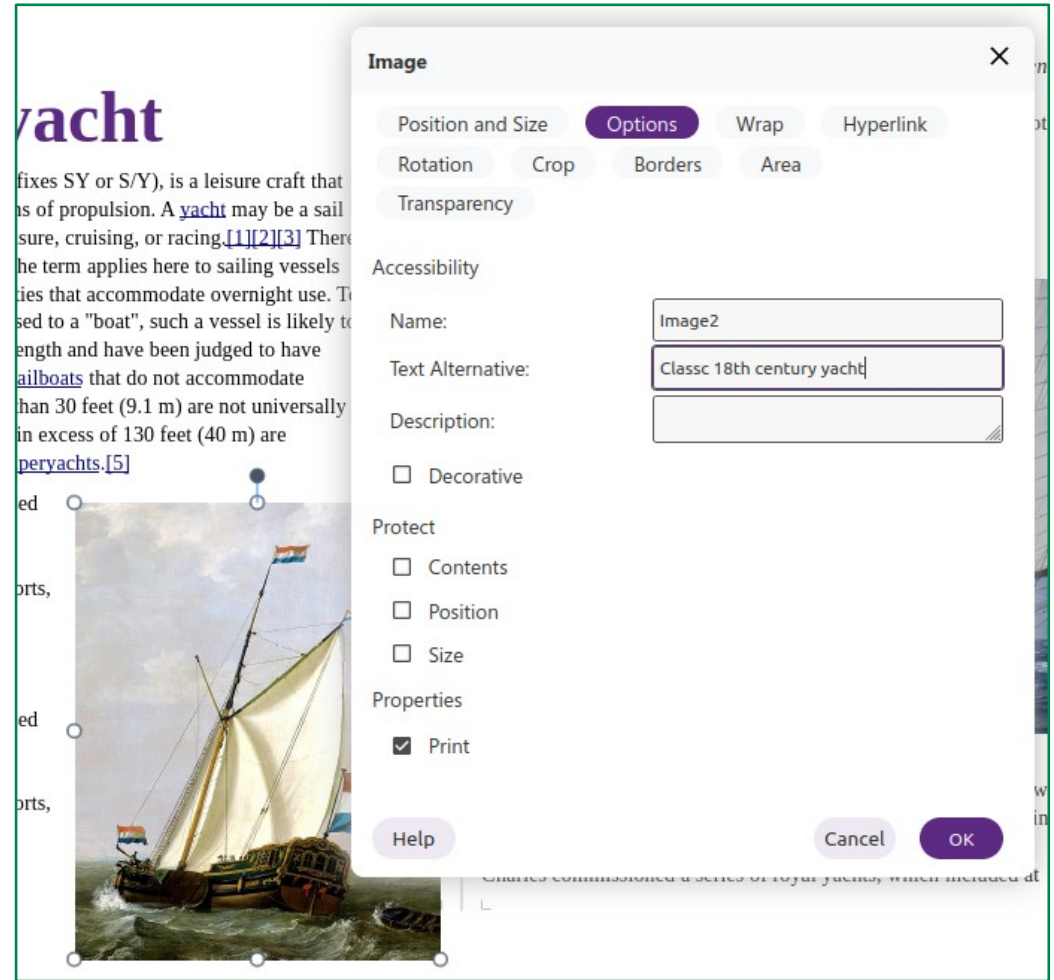 Image
yacht
Position and Size Options Wrap Hyperlink
Rotation Crop Borders Area
Transparency
fixes SY or S/Y), is a leisure craft that
of propulsion. A yacht may be a sail
sure, cruising, or racing.[1][2][3] There
he term applies here to sailing vessels
ties that accommodate overnight use.
sed to a "boat", such a vessel is likely to
ength and have been judged to have
ailboats that do not accommodate
than 30 feet (9.1 m) are not universally
in excess of 130 feet (40 m) are
peryachts.[5]
ed
orts,
ed
orts,
Accessibility
Name: Image2
Text Alternative: Classc 18th century yacht
Description:
Decorative
Protect
Contents
Position
Size
Properties
Print
Help Cancel OK
Charles commissioned a series of royal yachts, which included at